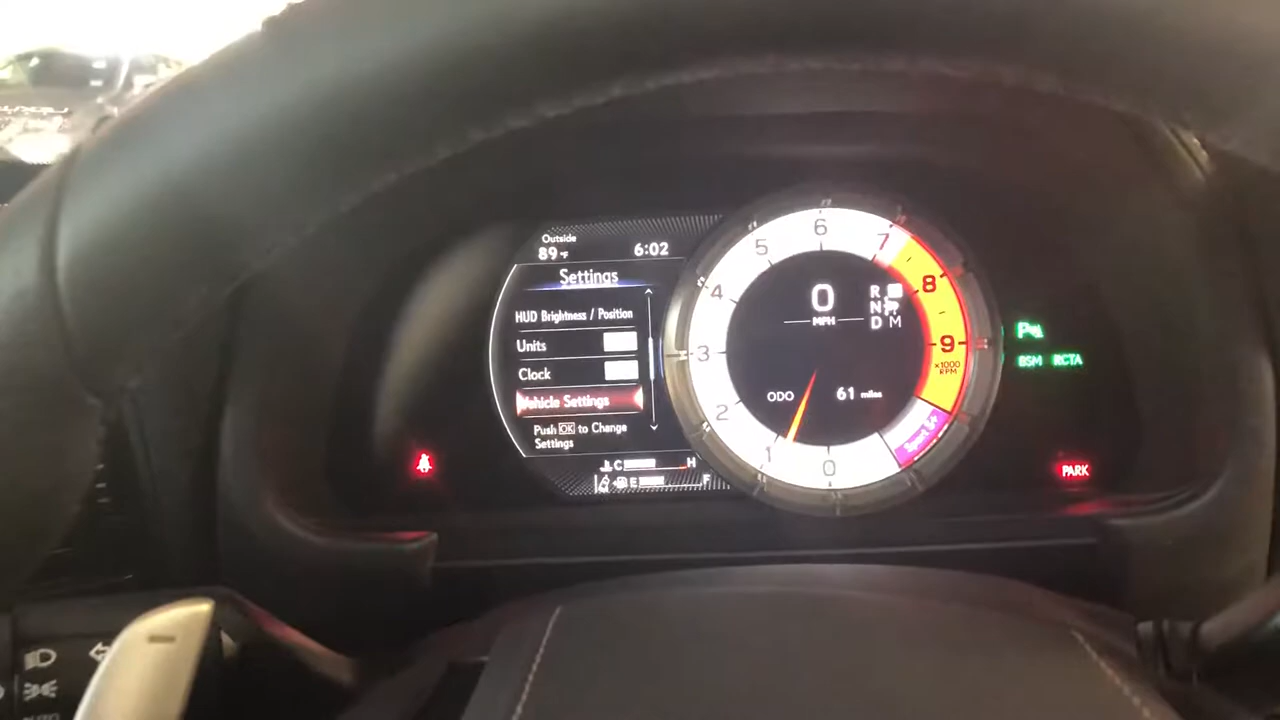 Outside
89°F 6:02
Settings
HUD Brightness / Position
Units
Clock
Vehicle Settings
Push OK to Change
Settings
C H
E F
0
1
2
3
4
5
6
7
8
9
x1000
RPM
Sport S+
0
MPH
R
N
D M
ODO 61 miles
BSM RCTA
PARK